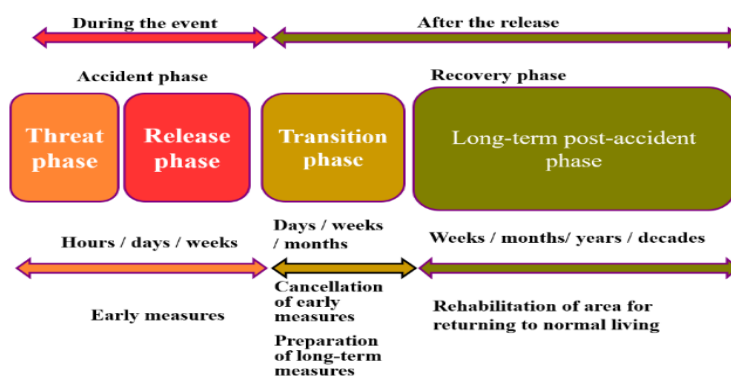 During the event
After the release
Accident phase
Recovery phase
Threat
phase
Release
phase
Transition
phase
Long-term post-accident
phase
Hours / days / weeks
Days / weeks
/ months
Weeks / months/ years / decades
Early measures
Cancellation
of early
measures
Preparation
of long-term
measures
Rehabilitation of area for
returning to normal living